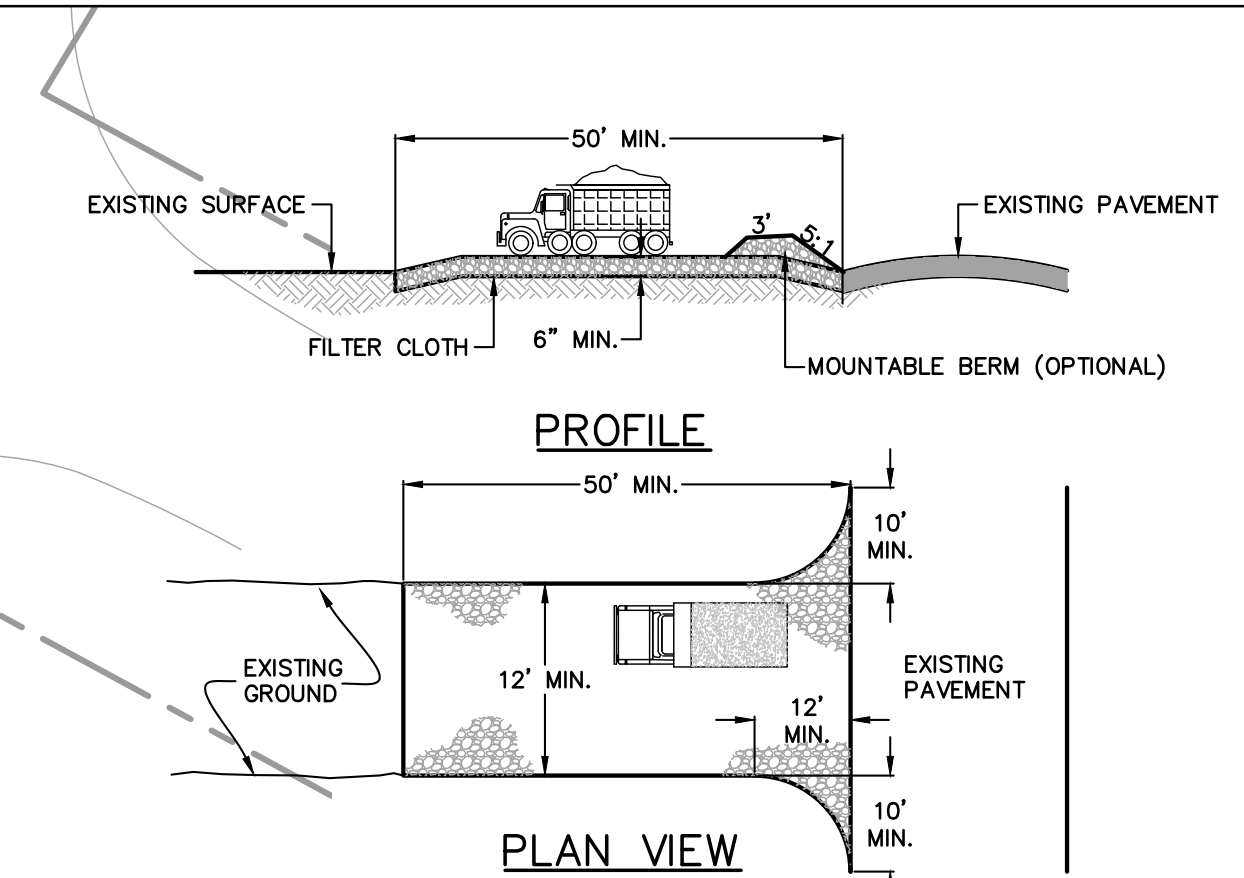 50' MIN.
EXISTING SURFACE
EXISTING PAVEMENT
3'
5:1
FILTER CLOTH
6" MIN.
MOUNTABLE BERM (OPTIONAL)
PROFILE
50' MIN.
10'
MIN.
EXISTING
GROUND
12' MIN.
EXISTING
PAVEMENT
12'
MIN.
10'
MIN.
PLAN VIEW